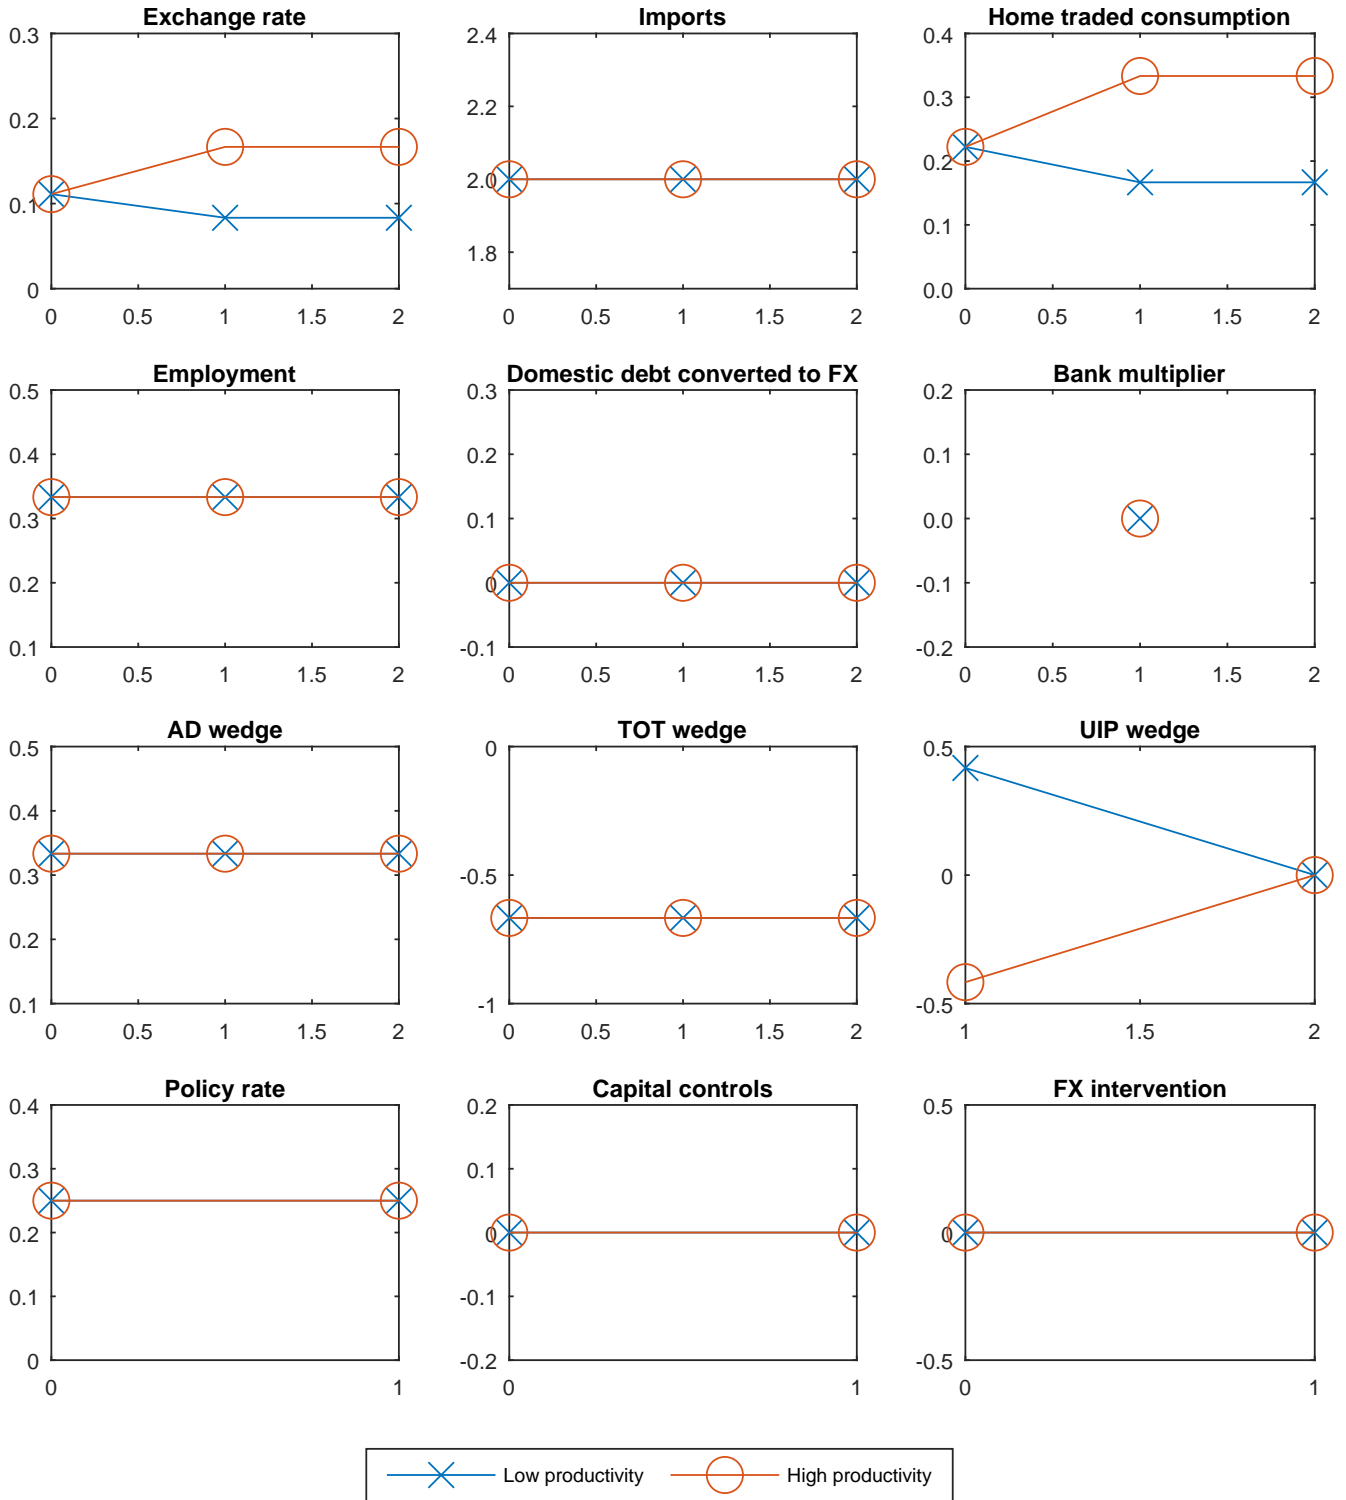 Exchange rate
0.3
0.2
0.1
0
0 0.5 1 1.5 2
Imports
2.4
2.2
2.0
1.8
0 0.5 1 1.5 2
Home traded consumption
0.4
0.3
0.2
0.1
0.0
0 0.5 1 1.5 2
Employment
0.5
0.4
0.3
0.2
0.1
0 0.5 1 1.5 2
Domestic debt converted to FX
0.3
0.2
0.1
0
-0.1
0 0.5 1 1.5 2
Bank multiplier
0.2
0.1
0.0
-0.1
-0.2
0 0.5 1 1.5 2
AD wedge
0.5
0.4
0.3
0.2
0.1
0 0.5 1 1.5 2
TOT wedge
0
-0.5
-1
0 0.5 1 1.5 2
UIP wedge
0.5
0
-0.5
1 1.5 2
Policy rate
0.4
0.3
0.2
0.1
0
0 1
Capital controls
0.2
0.1
0
-0.1
-0.2
0 1
FX intervention
0.5
0
-0.5
0 1
Low productivity High productivity